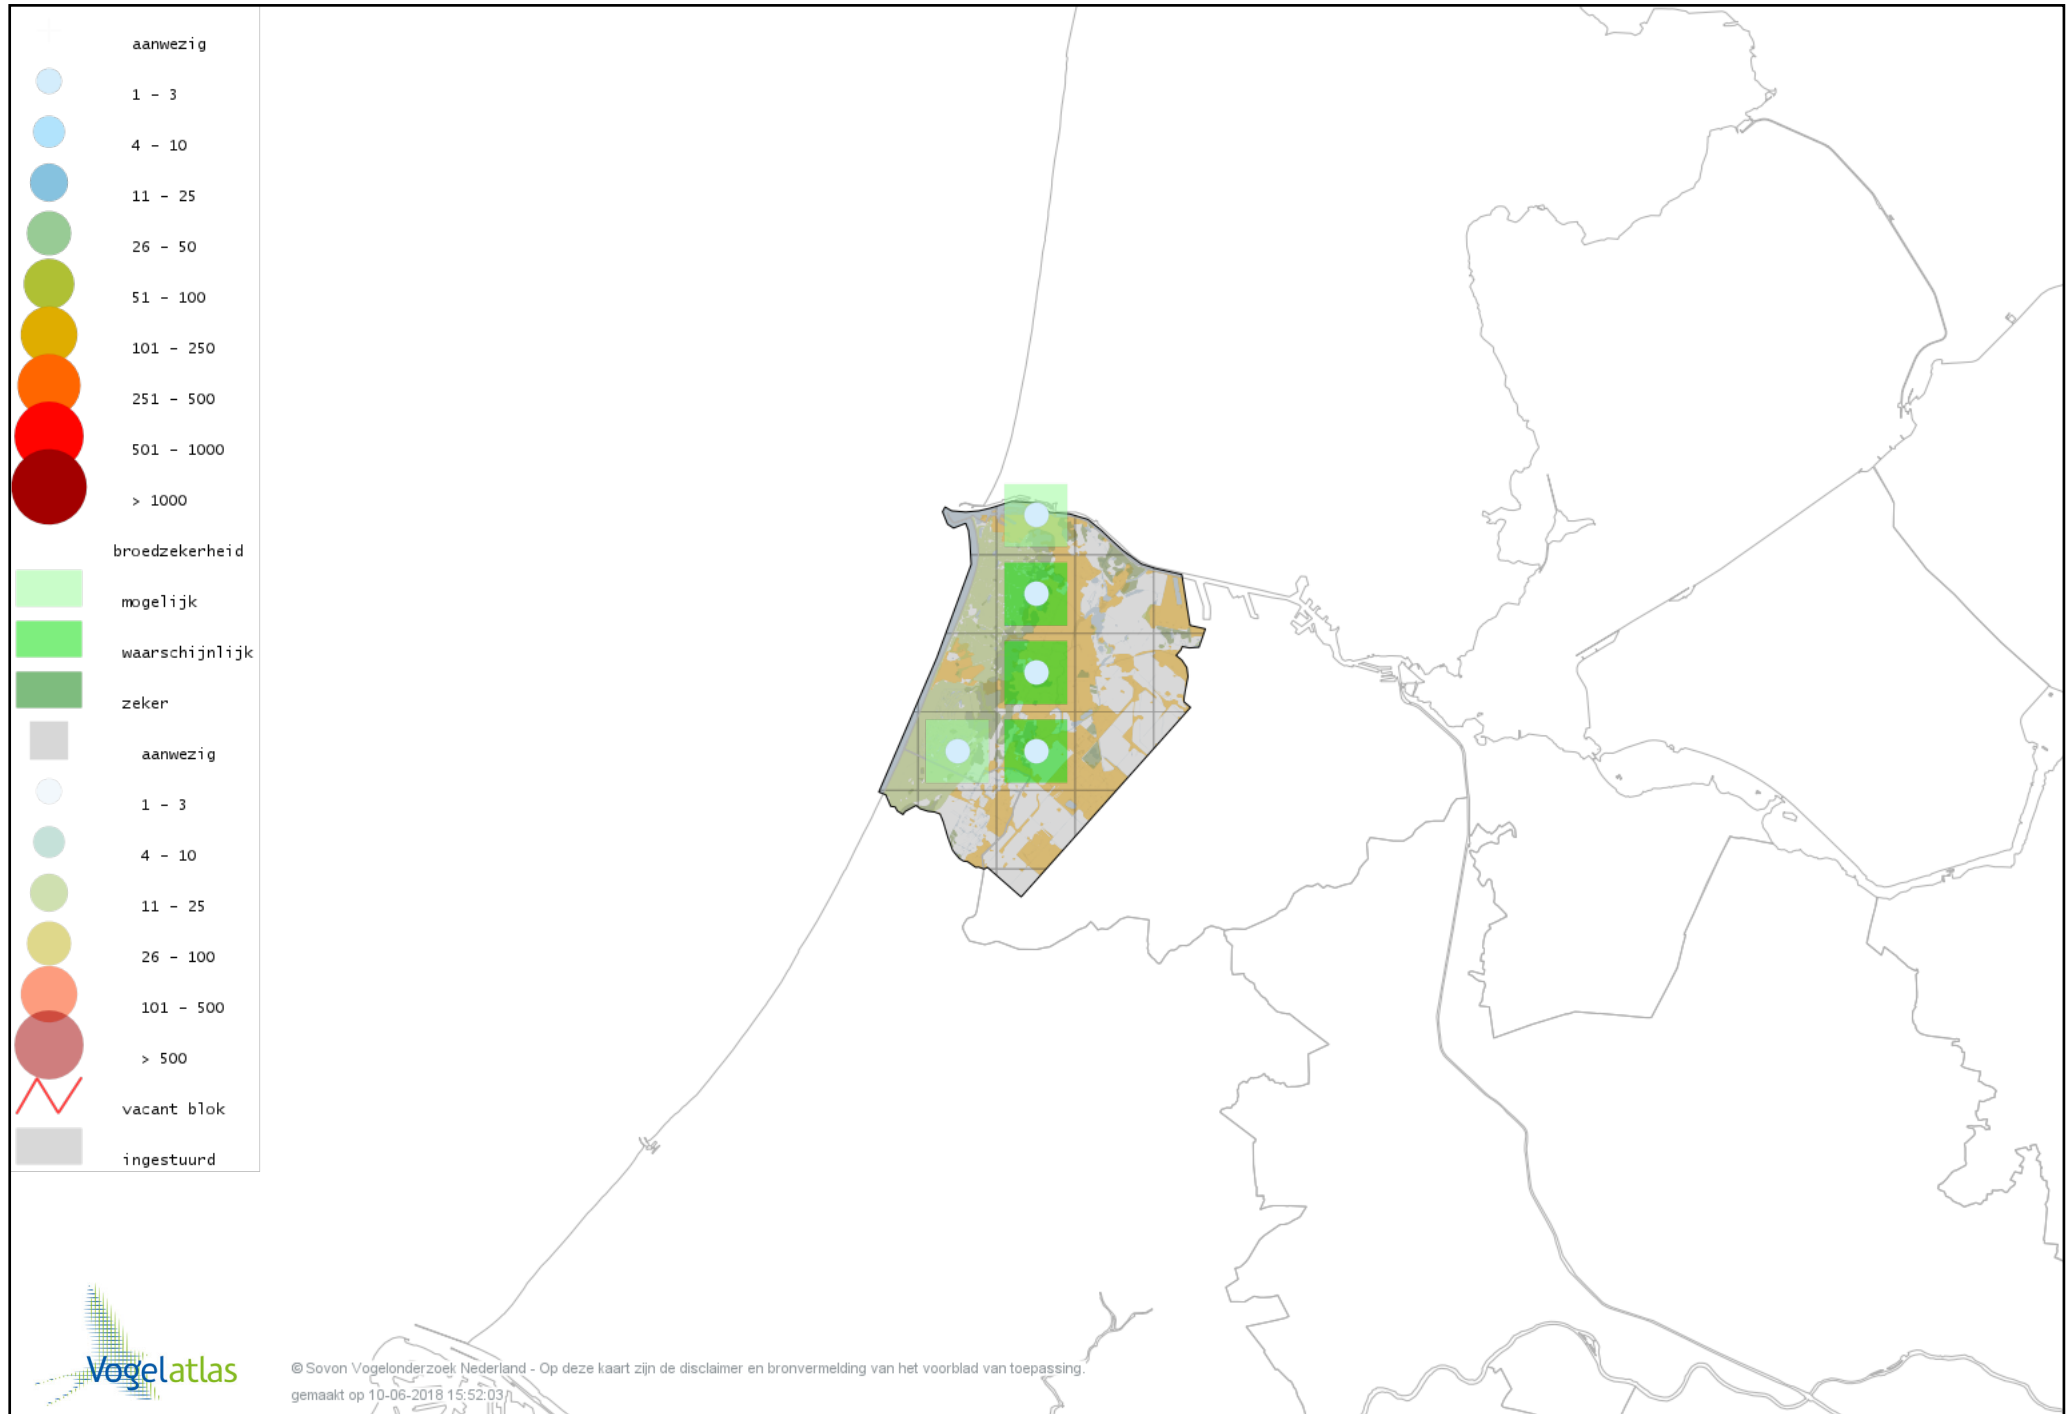 aanwezig
1 - 3
4 - 10
11 - 25
26 - 50
51 - 100
101 - 250
251 - 500
501 - 1000
> 1000
broedzekerheid
mogelijk
waarschijnlijk
zeker
aanwezig
1 - 3
4 - 10
11 - 25
26 - 100
101 - 500
> 500
vacant blok
ingestuurd
Vogelatlas
© Sovon Vogelonderzoek Nederland - Op deze kaart zijn de disclaimer en bronvermelding van het voorblad van toepassing.
gemaakt op 10-06-2018 15:52:03